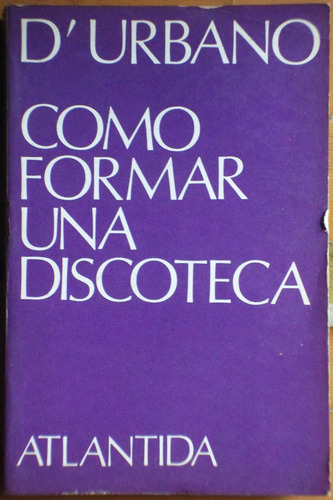 D'URBANO
COMO
FORMAR
UNA
DISCOTECA
ATLANTIDA